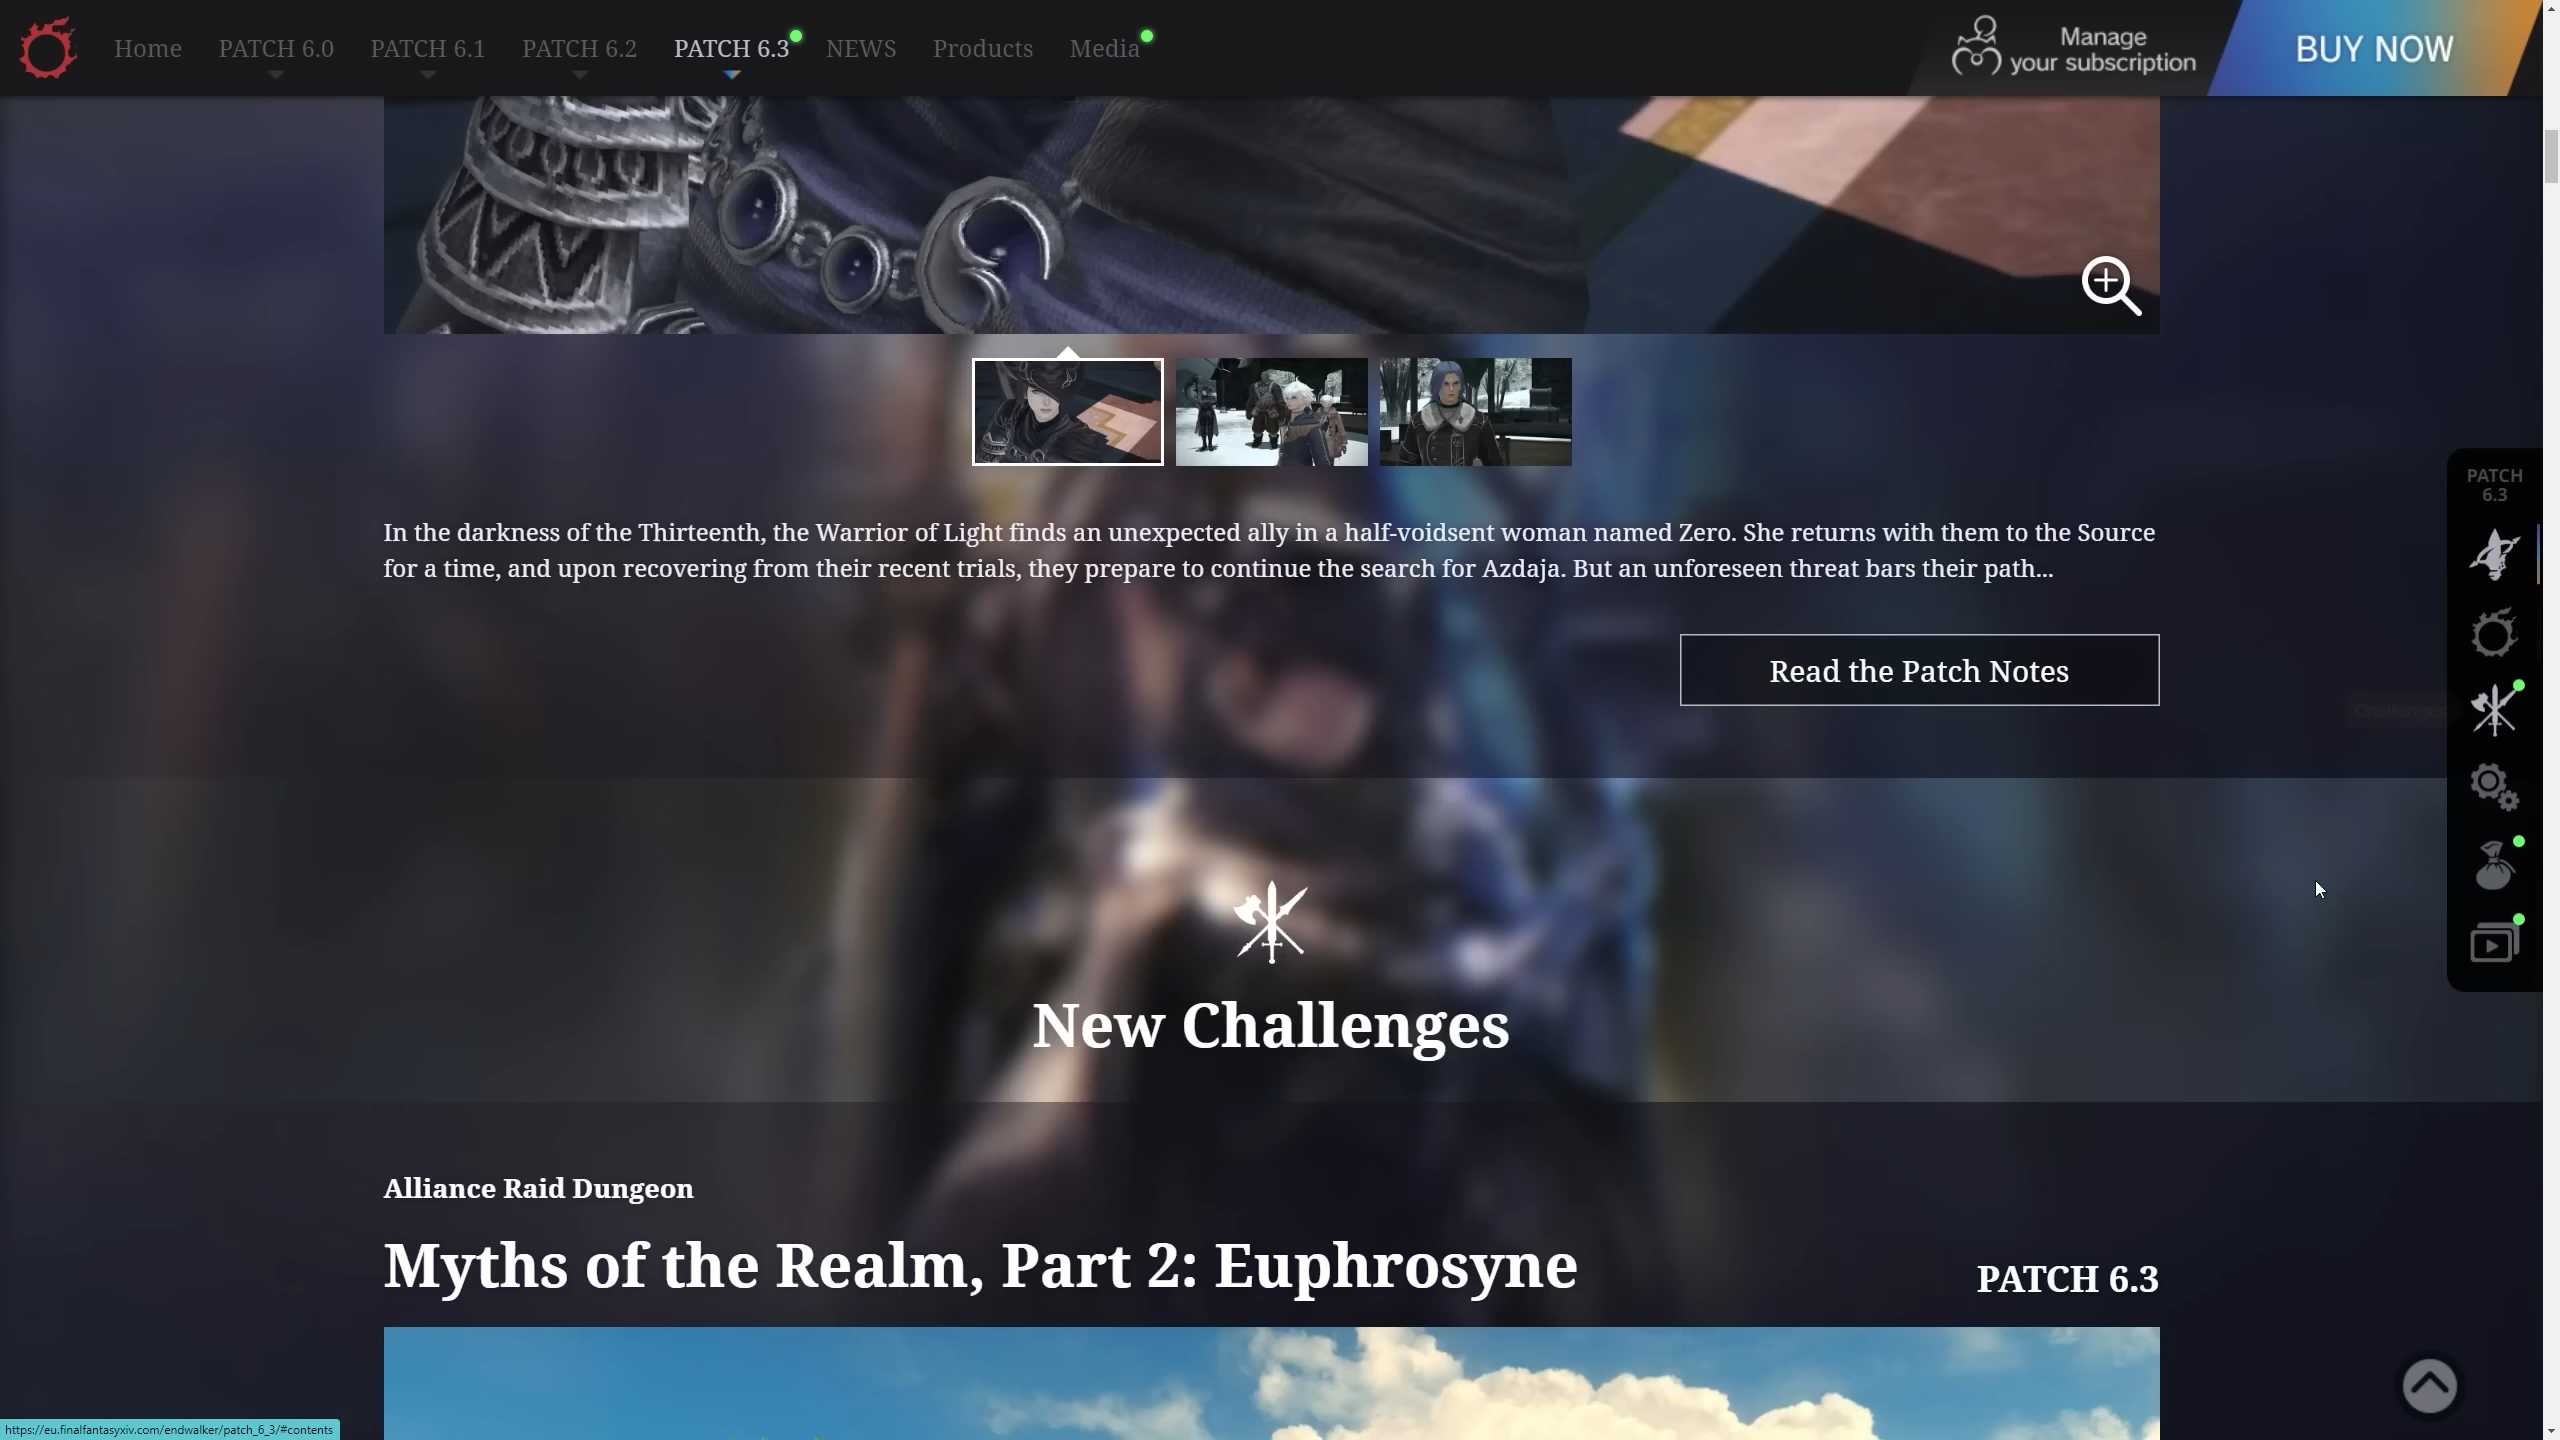 Home PATCH 6.0 PATCH 6.1 PATCH 6.2 PATCH 6.3 NEWS Products Media
Manage
your subscription
BUY NOW
In the darkness of the Thirteenth, the Warrior of Light finds an unexpected ally in a half-voidsent woman named Zero. She returns with them to the Source
for a time, and upon recovering from their recent trials, they prepare to continue the search for Azdaja. But an unforeseen threat bars their path...
Read the Patch Notes
PATCH
6.3
Challenges
New Challenges
Alliance Raid Dungeon
Myths of the Realm, Part 2: Euphrosyne
PATCH 6.3
https://eu.finalfantasyxiv.com/endwalker/patch_6_3/#contents